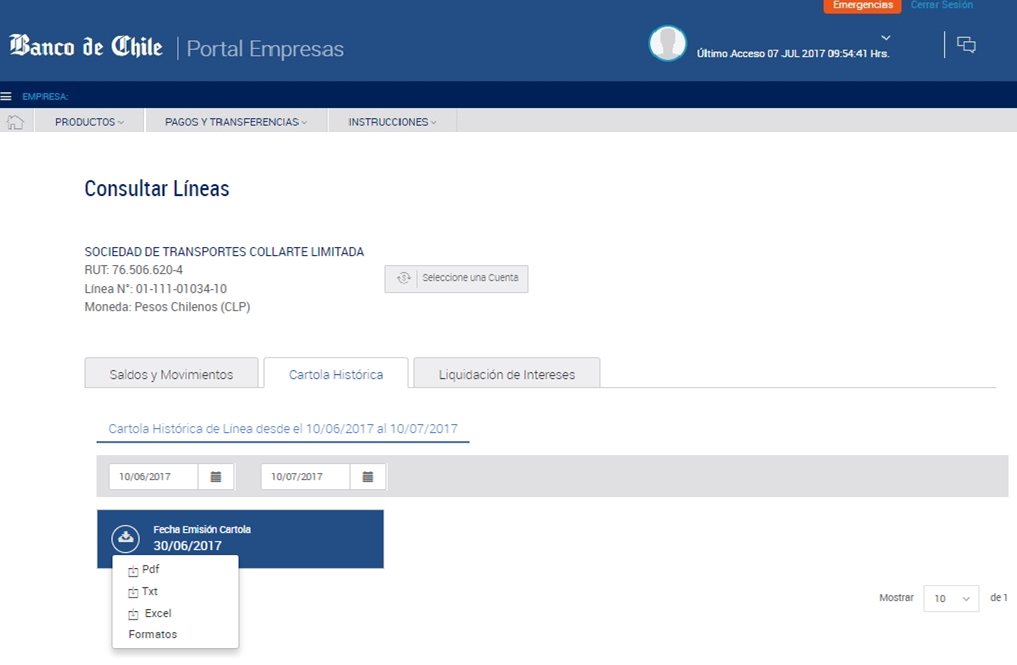 Emergencias
Cerrar Sesión
Banco de Chile | Portal Empresas
Último Acceso 07 JUL 2017 09:54:41 Hrs.
EMPRESA:
PRODUCTOS
PAGOS Y TRANSFERENCIAS
INSTRUCCIONES
Consultar Líneas
SOCIEDAD DE TRANSPORTES COLLARTE LIMITADA
RUT: 76.506.620-4
Línea N°: 01-111-01034-10
Moneda: Pesos Chilenos (CLP)
Seleccione una Cuenta
Saldos y Movimientos
Cartola Histórica
Liquidación de Intereses
Cartola Histórica de Línea desde el 10/06/2017 al 10/07/2017
10/06/2017
10/07/2017
Fecha Emisión Cartola
30/06/2017
Pdf
Txt
Excel
Formatos
Mostrar 10 de 1